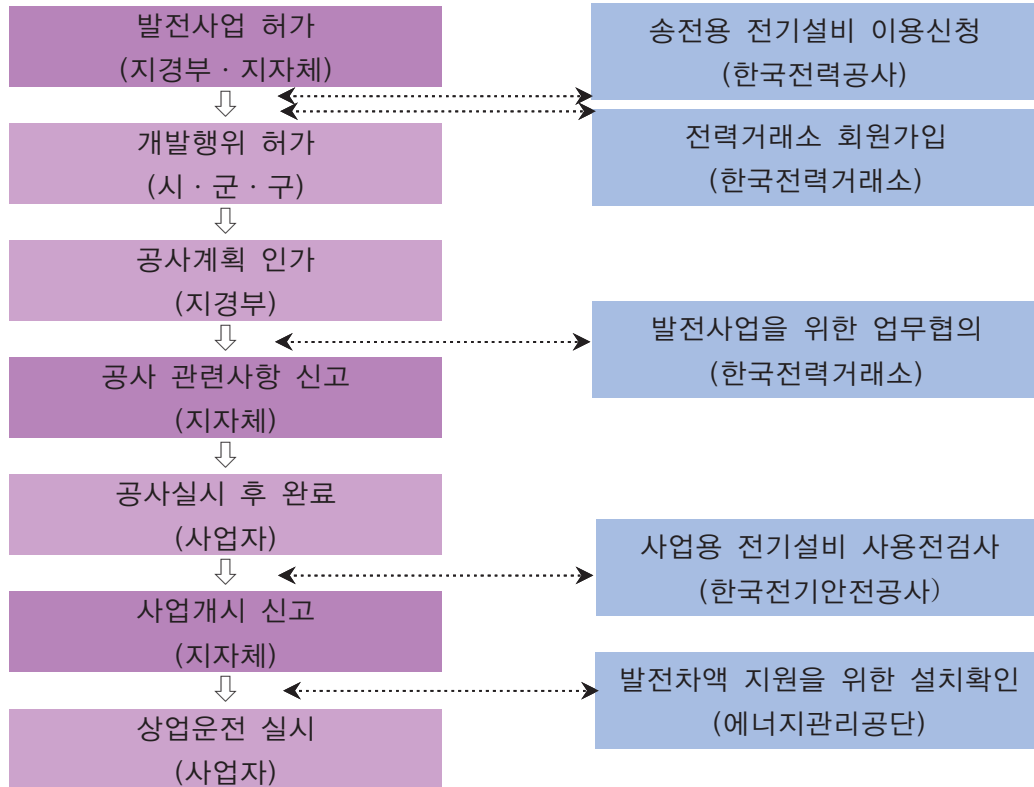 발전사업 허가
(지경부 · 지자체)
송전용 전기설비 이용신청
(한국전력공사)
개발행위 허가
(시 · 군 · 구)
전력거래소 회원가입
(한국전력거래소)
공사계획 인가
(지경부)
발전사업을 위한 업무협의
(한국전력거래소)
공사 관련사항 신고
(지자체)
공사실시 후 완료
(사업자)
사업용 전기설비 사용전검사
(한국전기안전공사)
사업개시 신고
(지자체)
발전차액 지원을 위한 설치확인
(에너지관리공단)
상업운전 실시
(사업자)